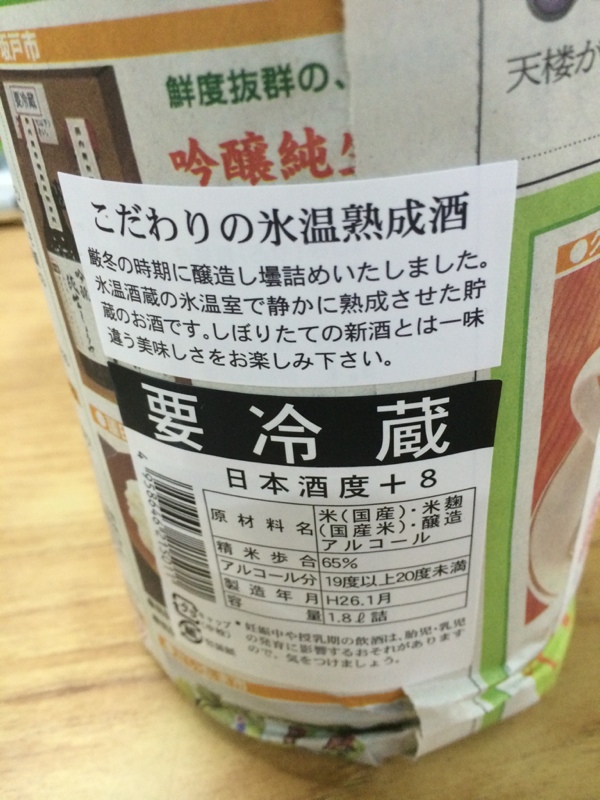 坂戸市
鮮度抜群の、
吟醸純
天楼が
要冷蔵
こだわりの氷温熟成酒
厳冬の時期に醸造し壜詰めいたしました。
氷温酒蔵の氷温室で静かに熟成させた貯
蔵のお酒です。しぼりたての新酒とは一味
違う美味しさをお楽しみ下さい。
要冷蔵
日本酒度+8
原材料名 米(国産)・米麹
(国産米)・醸造
アルコール
精米歩合 65%
アルコール分 19度以上20度未満
製造年月 H26.1月
容量 1.8ℓ詰
妊娠中や授乳期の飲酒は、胎児・乳児
の発育に影響するおそれがあります
ので、気をつけましょう。